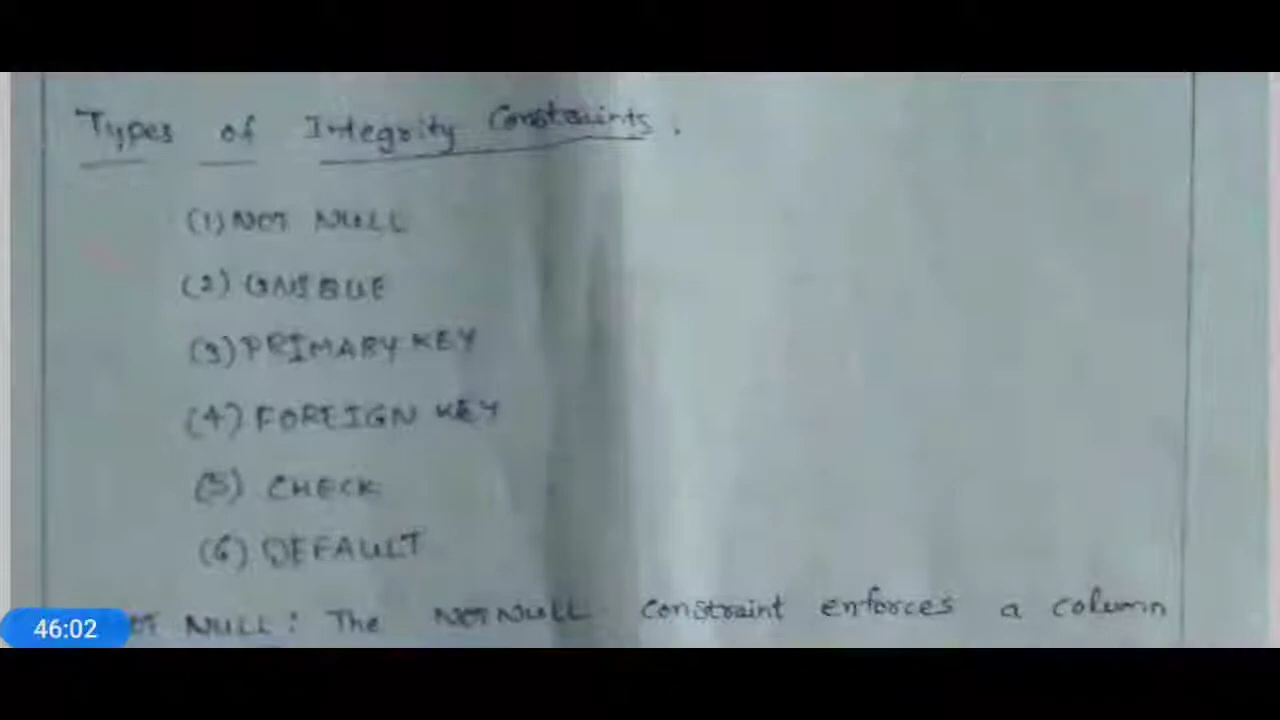 Types of Integrity Constraints.
(1) NOT NULL
(2) UNIQUE
(3) PRIMARY KEY
(4) FOREIGN KEY
(5) CHECK
(6) DEFAULT
NULL: The NOT NULL constraint enforces a column
46:02